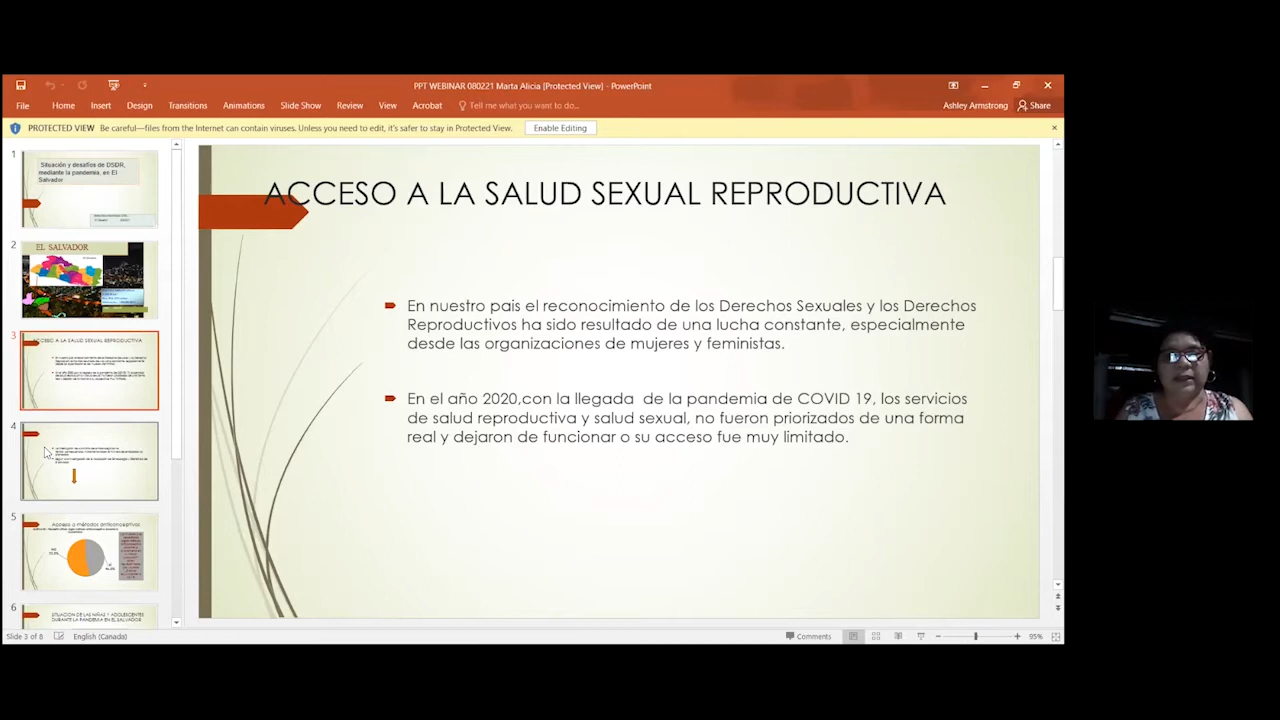 PPT WEBINAR 080221 Marta Alicia [Protected View] - PowerPoint
File Home Insert Design Transitions Animations Slide Show Review View Acrobat Tell me what you want to do... Ashley Armstrong Share
PROTECTED VIEW Be careful—files from the Internet can contain viruses. Unless you need to edit, it's safer to stay in Protected View. Enable Editing
1
Situación y desafíos de DSDR,
mediante la pandemia, en El
Salvador.
2
EL SALVADOR
3
ACCESO A LA SALUD SEXUAL REPRODUCTIVA
4
5
Acceso a métodos anticonceptivos
6
SITUACION DE LAS NIÑAS Y ADOLESCENTES
DURANTE LA PANDEMIA EN EL SALVADOR
ACCESO A LA SALUD SEXUAL REPRODUCTIVA
En nuestro pais el reconocimiento de los Derechos Sexuales y los Derechos
Reproductivos ha sido resultado de una lucha constante, especialmente
desde las organizaciones de mujeres y feministas.
En el año 2020,con la llegada de la pandemia de COVID 19, los servicios
de salud reproductiva y salud sexual, no fueron priorizados de una forma
real y dejaron de funcionar o su acceso fue muy limitado.
Slide 3 of 8 English (Canada) Comments 95%